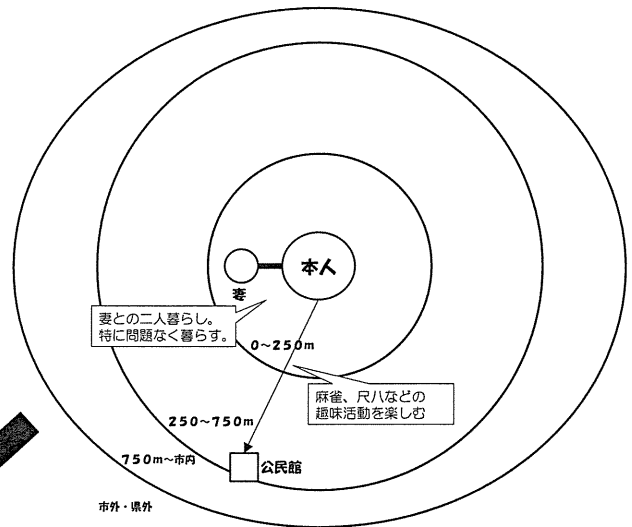 本人
妻
妻との二人暮らし。
特に問題なく暮らす。
0～250m
麻雀、尺八などの
趣味活動を楽しむ
250～750m
750m～市内
公民館
市外・県外